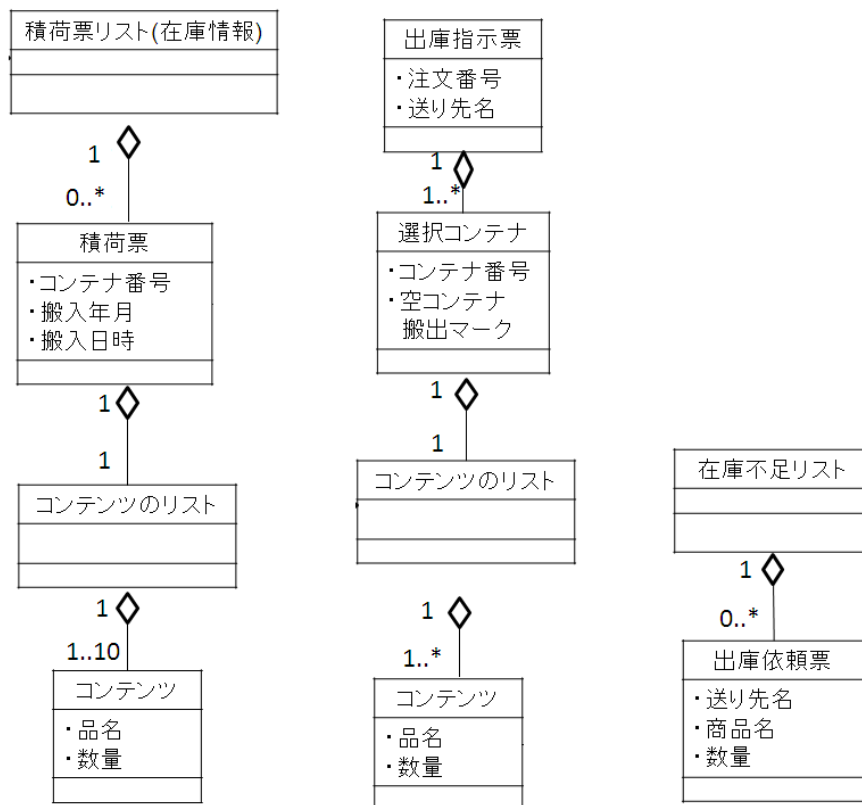 積荷票リスト(在庫情報)
1
0..*
積荷票
・コンテナ番号
・搬入年月
・搬入日時
1
1
コンテンツのリスト
1
1..10
コンテンツ
・品名
・数量
出庫指示票
・注文番号
・送り先名
1
1..*
選択コンテナ
・コンテナ番号
・空コンテナ
搬出マーク
1
1
コンテンツのリスト
1
1..*
コンテンツ
・品名
・数量
在庫不足リスト
1
0..*
出庫依頼票
・送り先名
・商品名
・数量